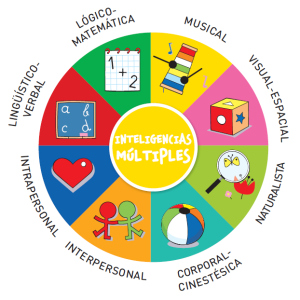 LÓGICO-
MATEMÁTICA
MUSICAL
VISUAL-ESPACIAL
NATURALISTA
CORPORAL-
CINESTÉSICA
INTERPERSONAL
INTRAPERSONAL
LINGÜÍSTICO-
VERBAL
INTELIGENCIAS
MÚLTIPLES
1+2
a b
c d